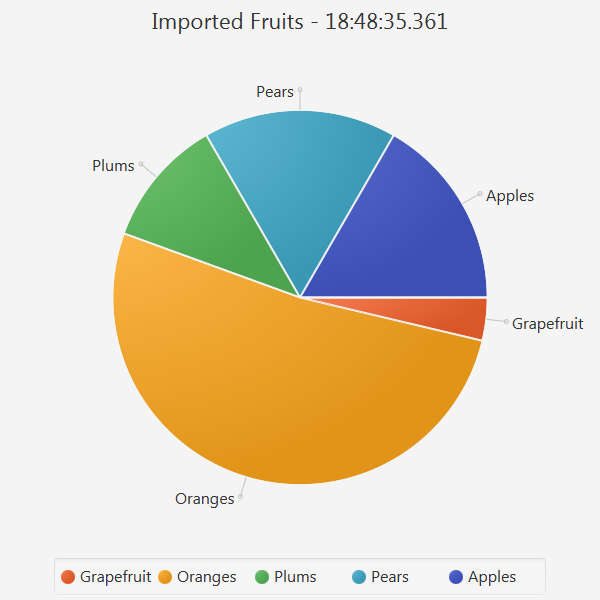 Imported Fruits - 18:48:35.361
Pears
Plums
Apples
Grapefruit
Oranges
Grapefruit Oranges Plums Pears Apples